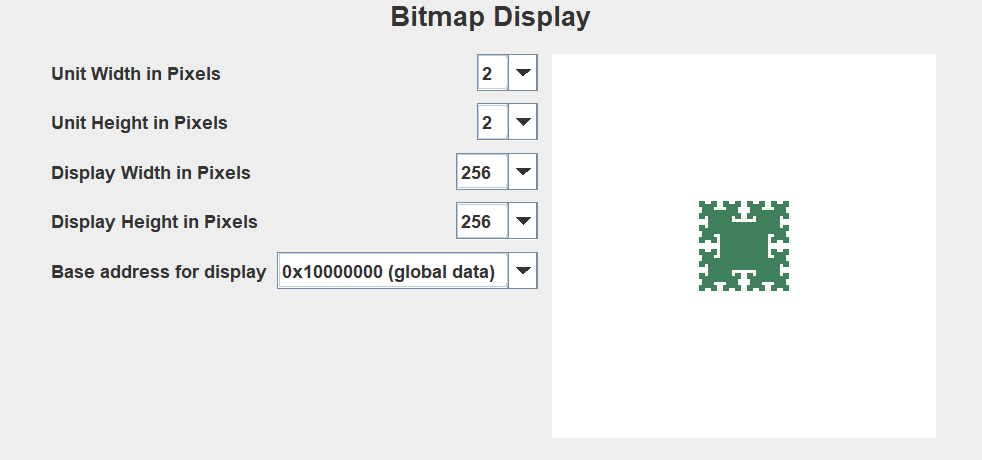 Bitmap Display
Unit Width in Pixels 2
Unit Height in Pixels 2
Display Width in Pixels 256
Display Height in Pixels 256
Base address for display 0x10000000 (global data)